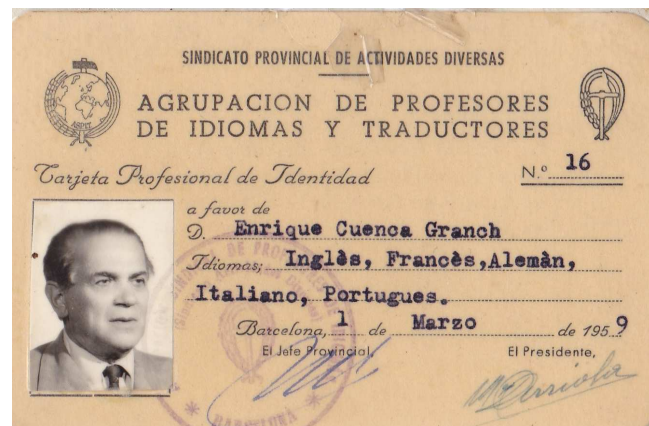 SINDICATO PROVINCIAL DE ACTIVIDADES DIVERSAS
AGRUPACION DE PROFESORES
DE IDIOMAS Y TRADUCTORES
Tarjeta Profesional de Identidad
N.º 16
a favor de
D. Enrique Cuenca Granch
Idiomas; Inglès, Francès, Alemàn,
Italiano, Portugues.
Barcelona, 1 de Marzo de 1959
El Jefe Provincial,
El Presidente,
BARCELONA